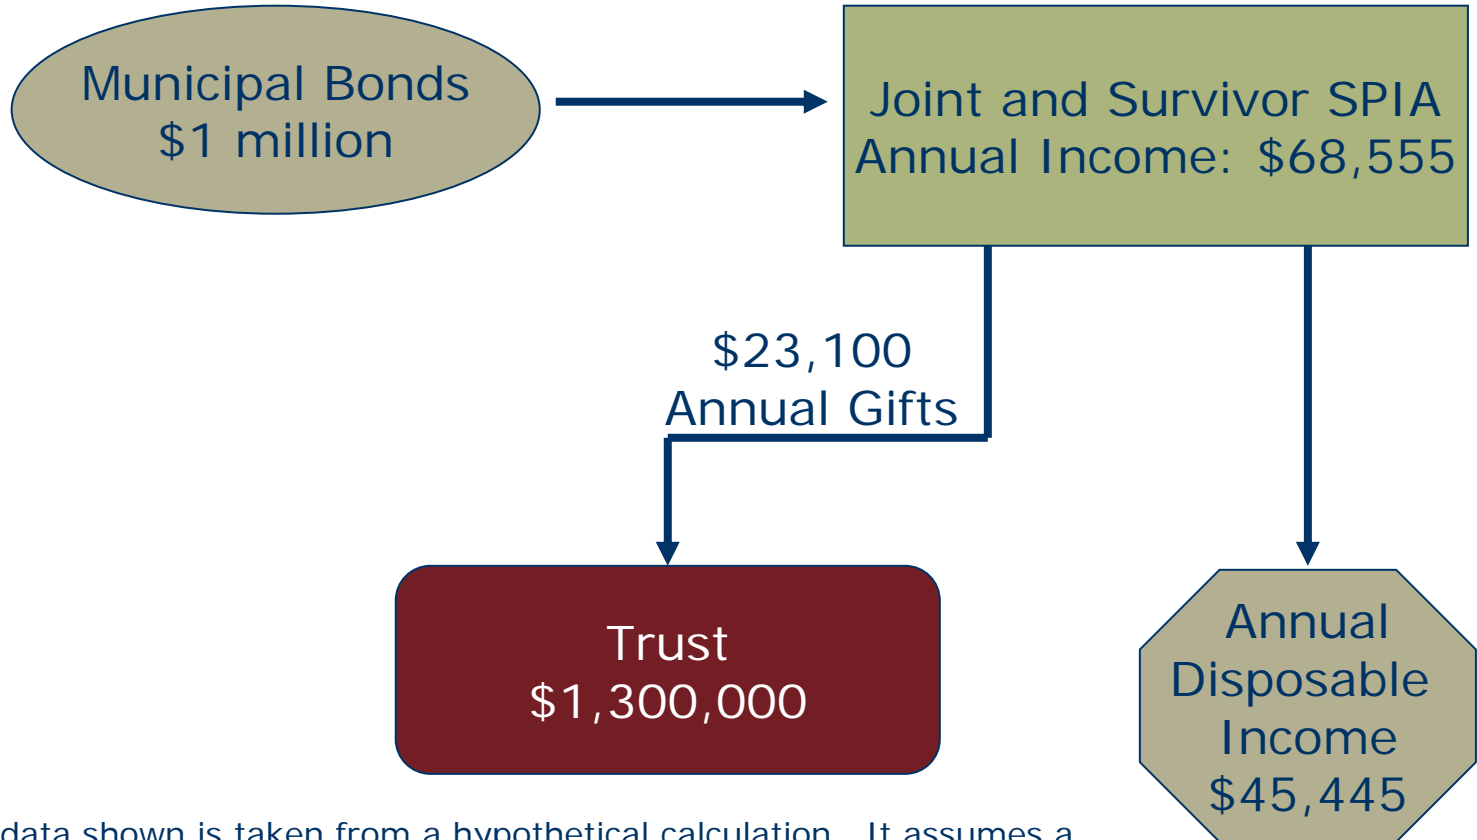 Municipal Bonds
$1 million
Joint and Survivor SPIA
Annual Income: $68,555
$23,100
Annual Gifts
Trust
$1,300,000
Annual
Disposable
Income
$45,445
data shown is taken from a hypothetical calculation. It assumes a